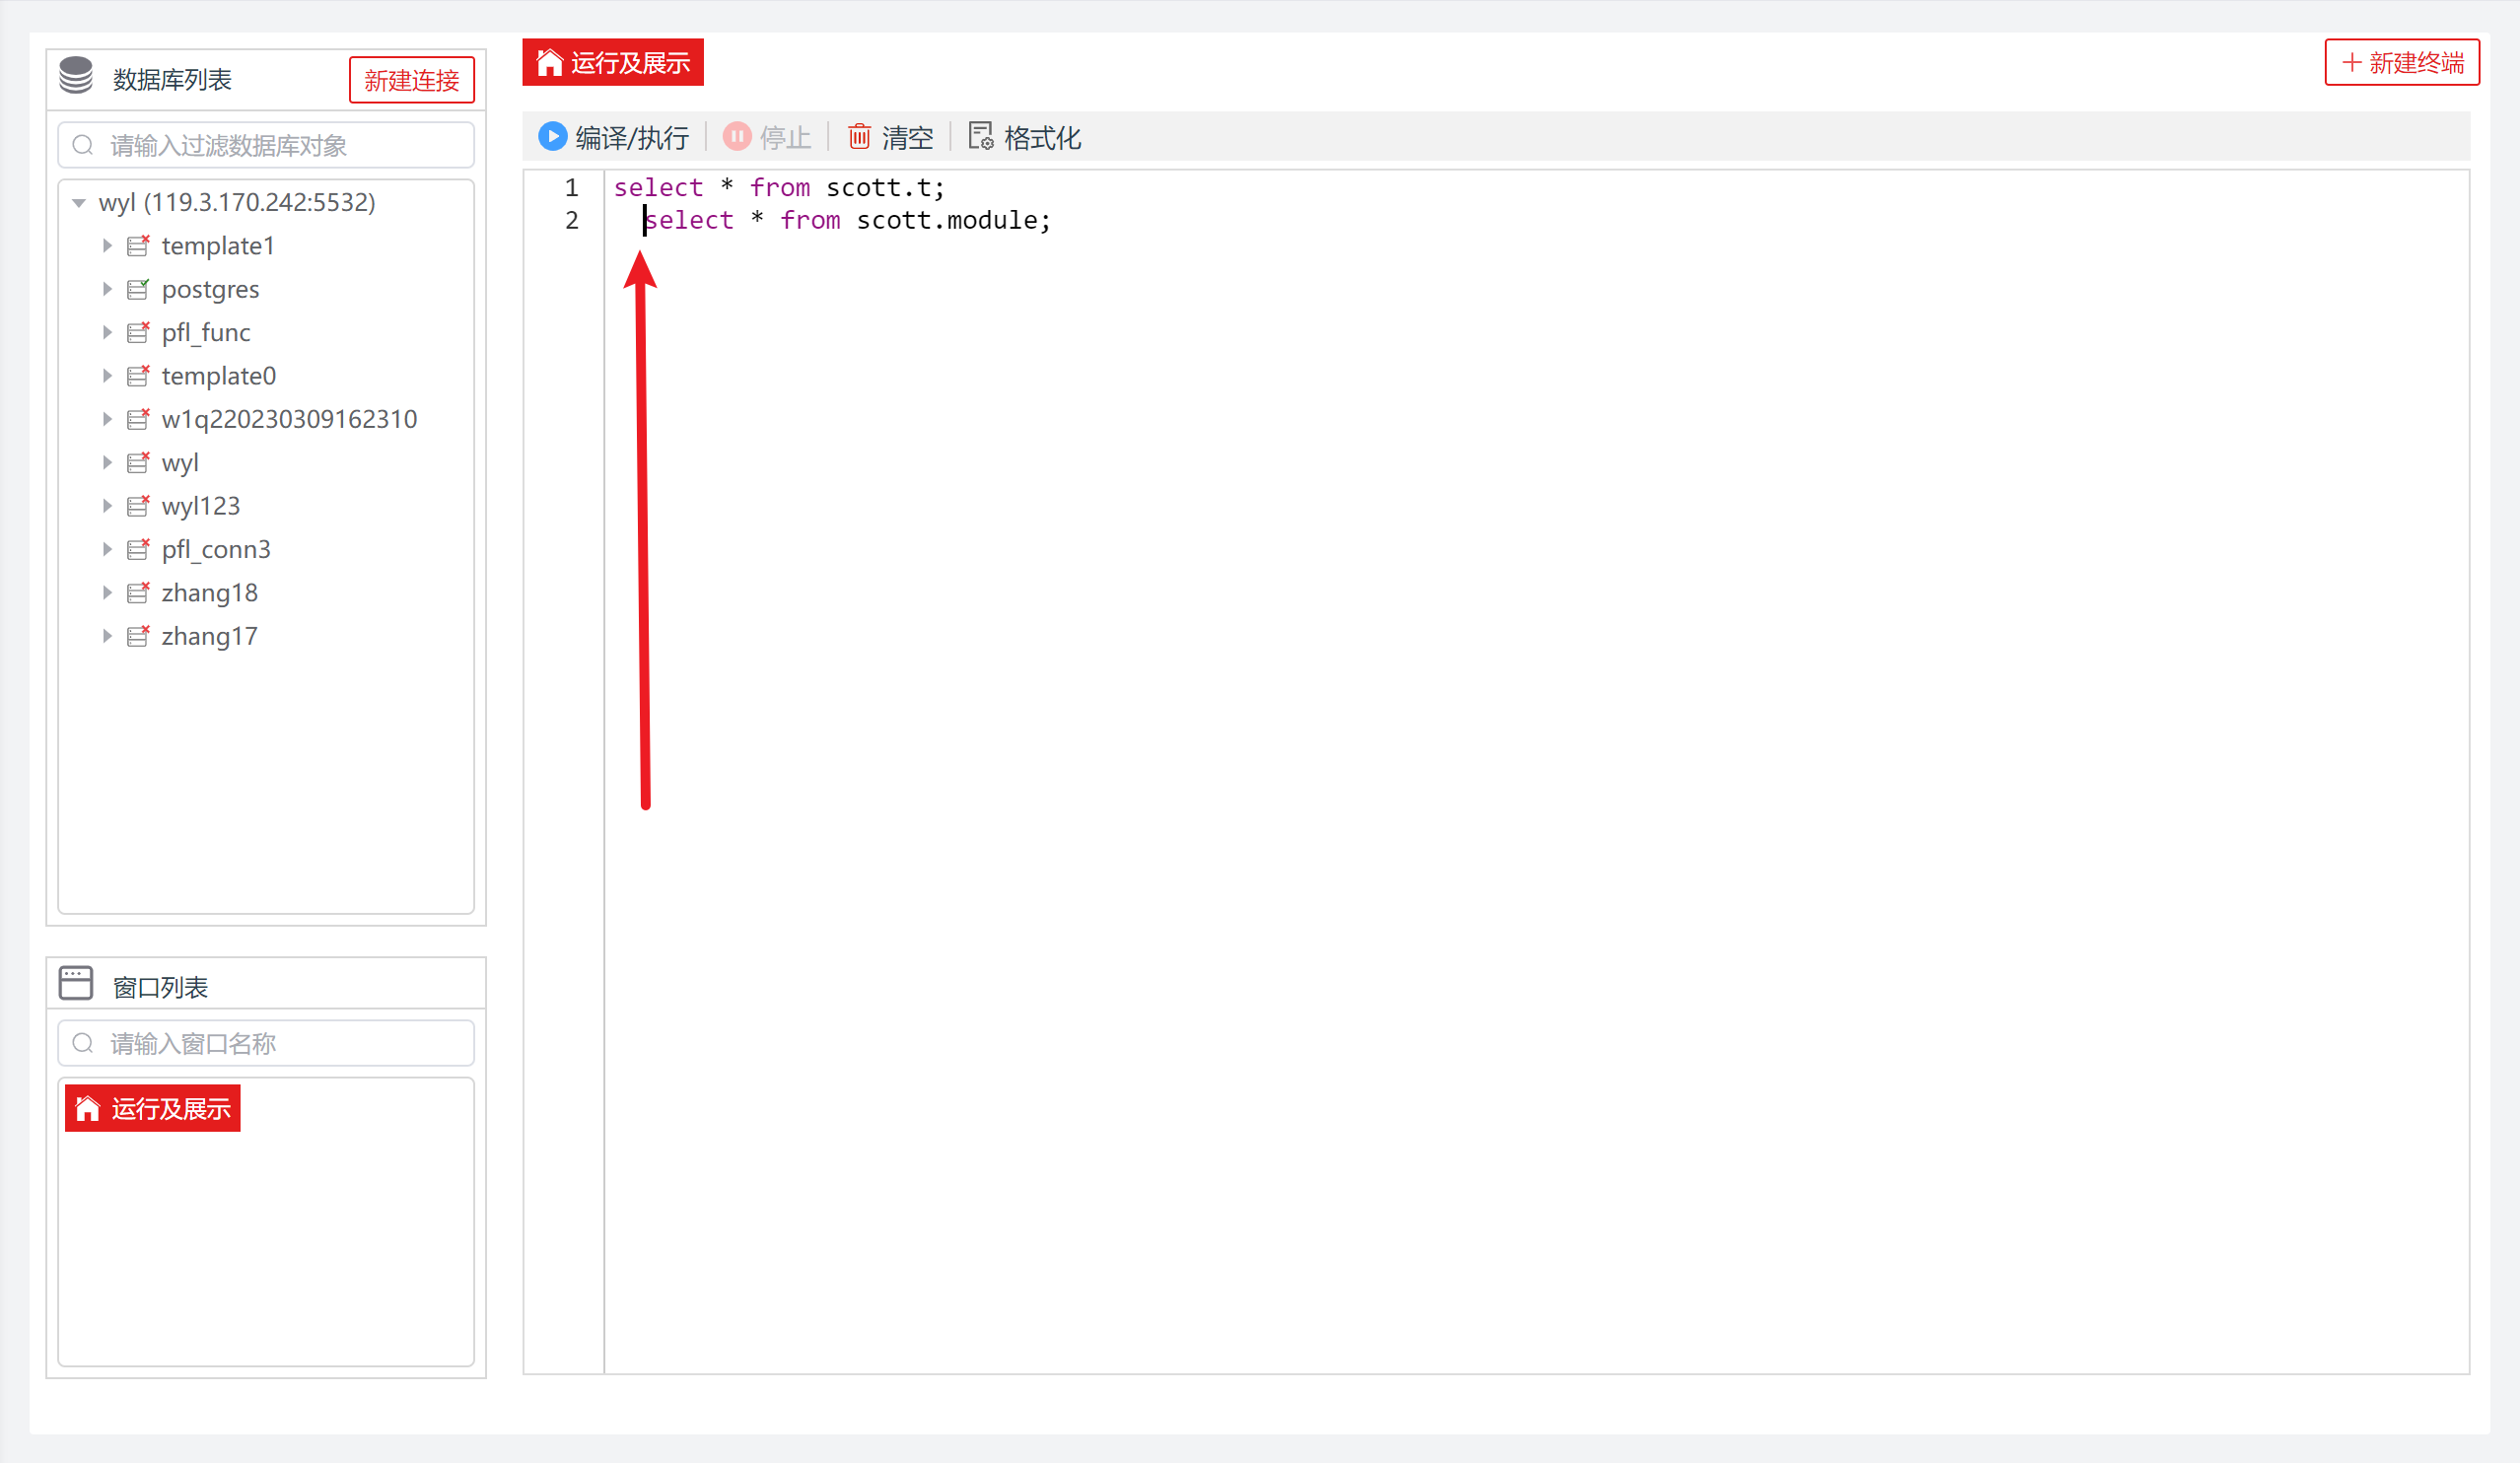 数据库列表
新建连接
请输入过滤数据库对象
wyl (119.3.170.242:5532)
template1
postgres
pfl_func
template0
w1q220230309162310
wyl
wyl123
pfl_conn3
zhang18
zhang17
窗口列表
请输入窗口名称
运行及展示
运行及展示
新建终端
编译/执行 停止 清空 格式化
1 select * from scott.t;
2 select * from scott.module;